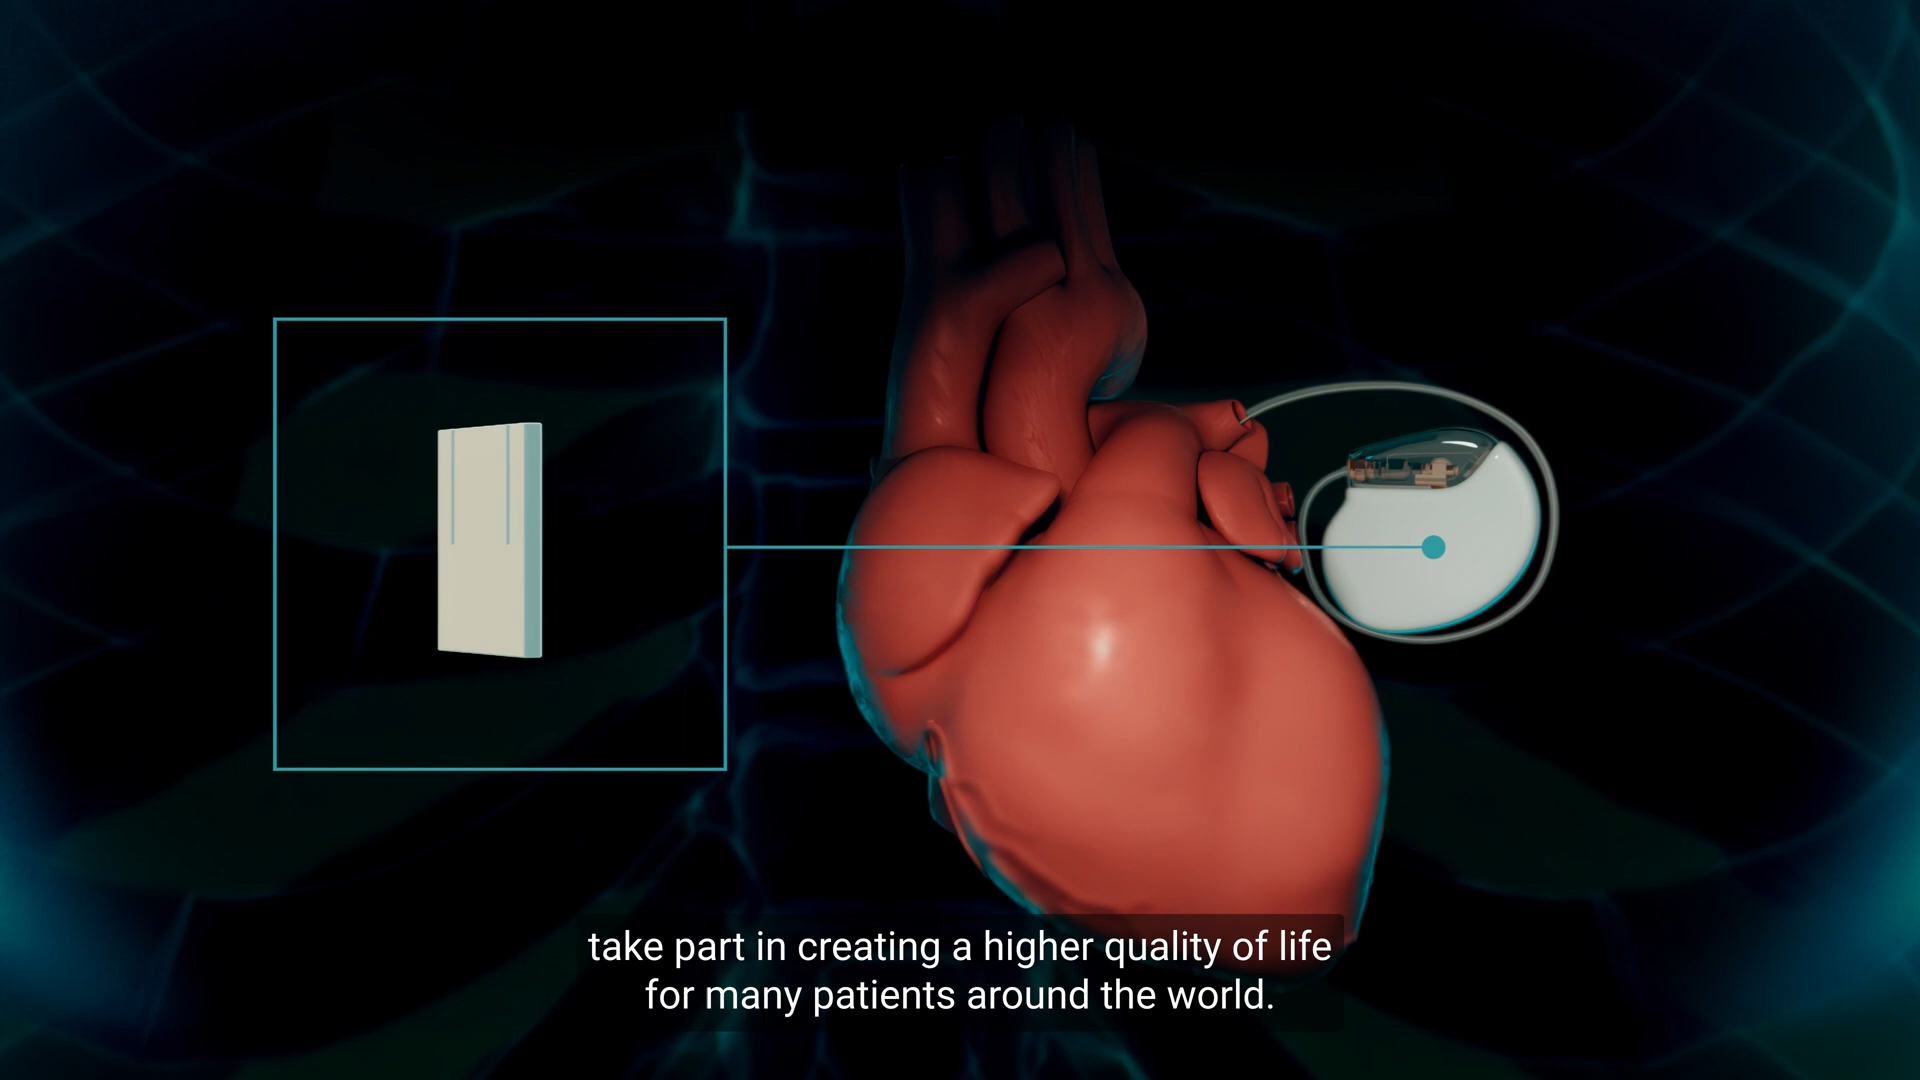 take part in creating a higher quality of life
for many patients around the world.